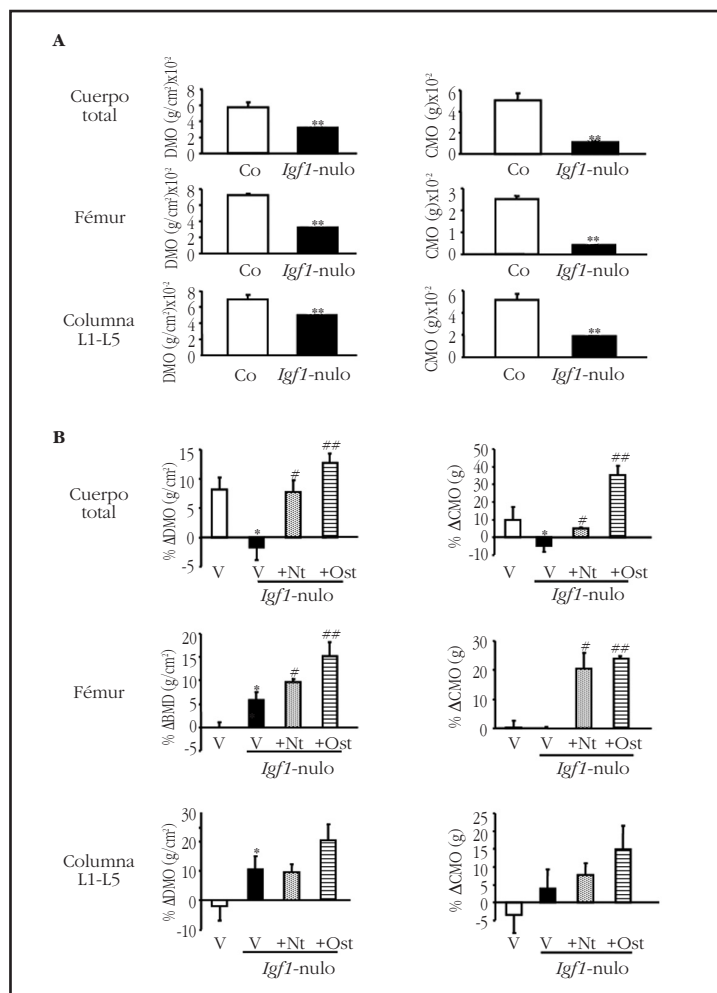 A
Cuerpo total
DMO (g/cm²)x10²
8
6
4
2
0
**
Co Igf1-nulo
CMO (g)x10⁻²
6
4
2
0
**
Co Igf1-nulo
Fémur
DMO (g/cm²)x10²
8
6
4
2
0
**
Co Igf1-nulo
CMO (g)x10⁻²
3
2
1
0
**
Co Igf1-nulo
Columna L1-L5
DMO (g/cm²)x10²
8
6
4
2
0
**
Co Igf1-nulo
CMO (g)x10⁻²
6
4
2
0
**
Co Igf1-nulo
B
Cuerpo total
% ΔDMO (g/cm²)
15
10
5
0
-5
* # ##
V V +Nt +Ost
Igf1-nulo
% ΔCMO (g)
50
40
30
20
10
0
-10
* # ##
V V +Nt +Ost
Igf1-nulo
Fémur
% ΔBMD (g/cm²)
20
15
10
5
0
-5
* # ##
V V +Nt +Ost
Igf1-nulo
% ΔCMO (g)
30
20
10
0
# ##
V V +Nt +Ost
Igf1-nulo
Columna L1-L5
% ΔDMO (g/cm²)
30
20
10
0
-10
*
V V +Nt +Ost
Igf1-nulo
% ΔCMO (g)
25
20
15
10
5
0
-5
V V +Nt +Ost
Igf1-nulo